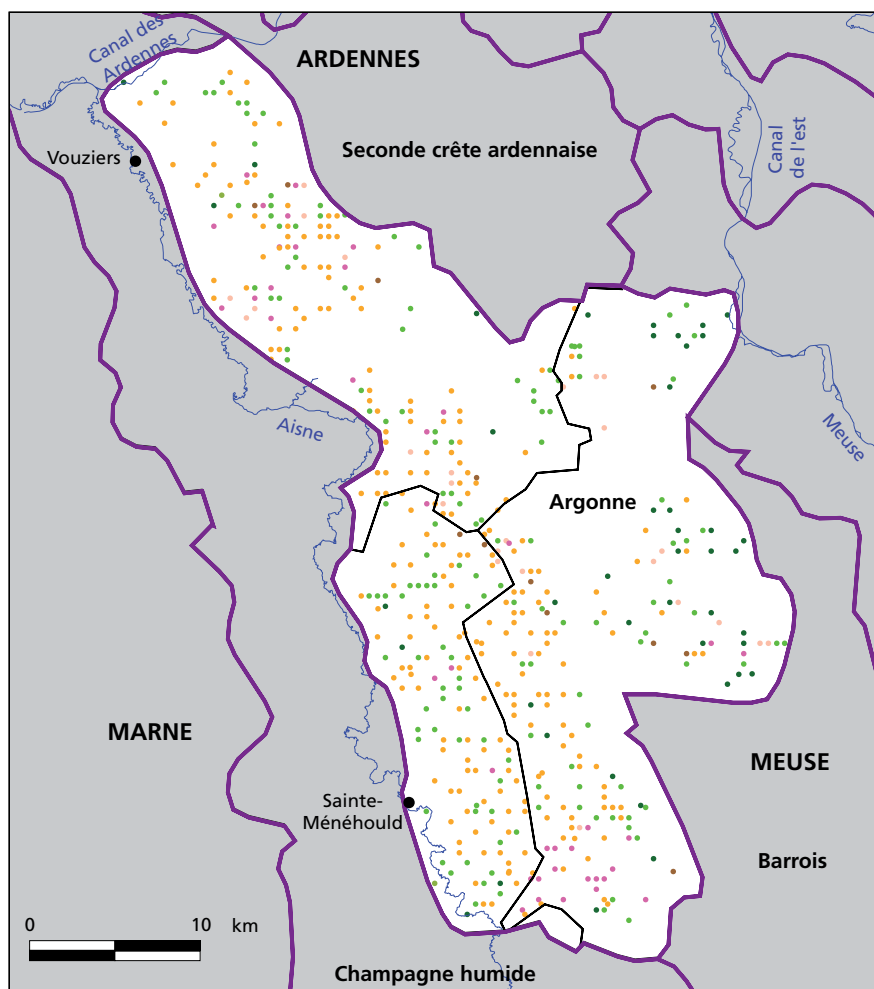 Canal des
Ardennes
ARDENNES
Canal
de l'est
Vouziers
Seconde crête ardennaise
Aisne
Meuse
Argonne
MARNE
MEUSE
Sainte-
Ménéhould
Barrois
0 10 km
Champagne humide